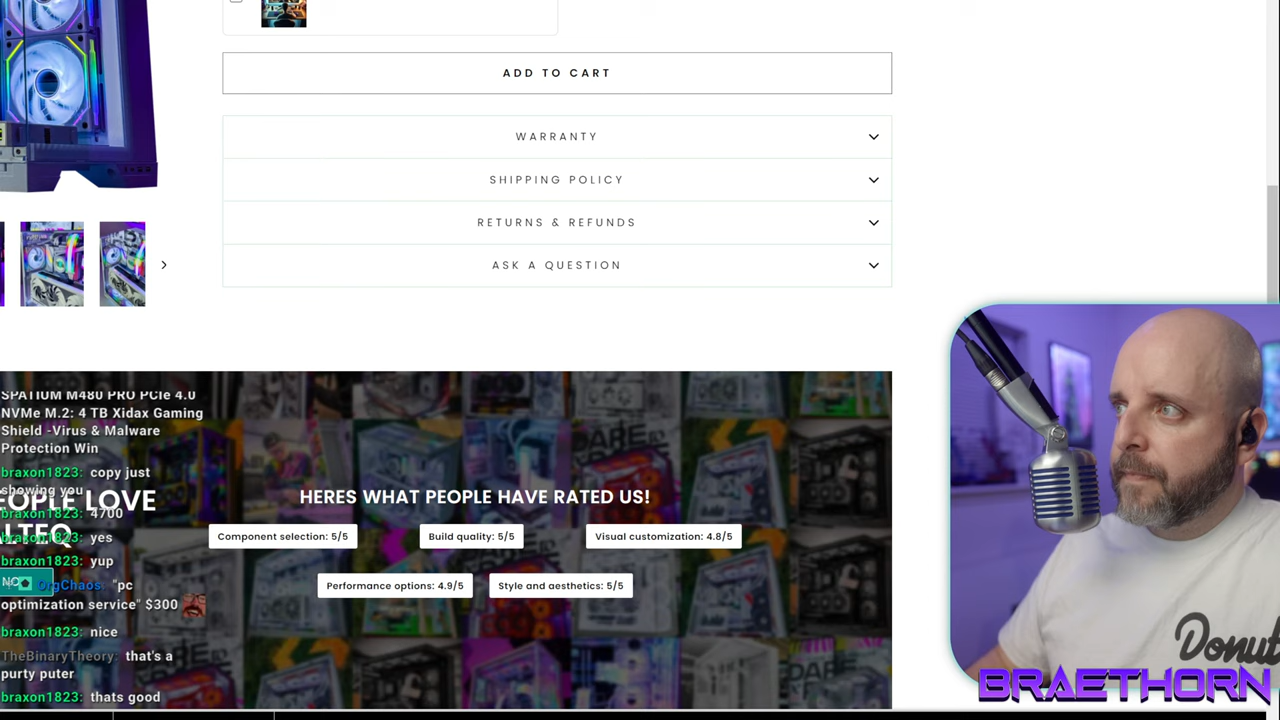 ADD TO CART
WARRANTY
SHIPPING POLICY
RETURNS & REFUNDS
ASK A QUESTION
SPATIUM M480 PRO PCIe 4.0
NVMe M.2: 4 TB Xidax Gaming
Shield -Virus & Malware
Protection Win
braxon1823: copy just
showing you
braxon1823: 4700
braxon1823: yes
braxon1823: yup
OrgChaos: "pc
optimization service" $300
braxon1823: nice
TheBinaryTheory: that's a
purty puter
braxon1823: thats good
LOVE
HERES WHAT PEOPLE HAVE RATED US!
Component selection: 5/5
Build quality: 5/5
Visual customization: 4.8/5
Performance options: 4.9/5
Style and aesthetics: 5/5
NO
Donut
BRAETHORN